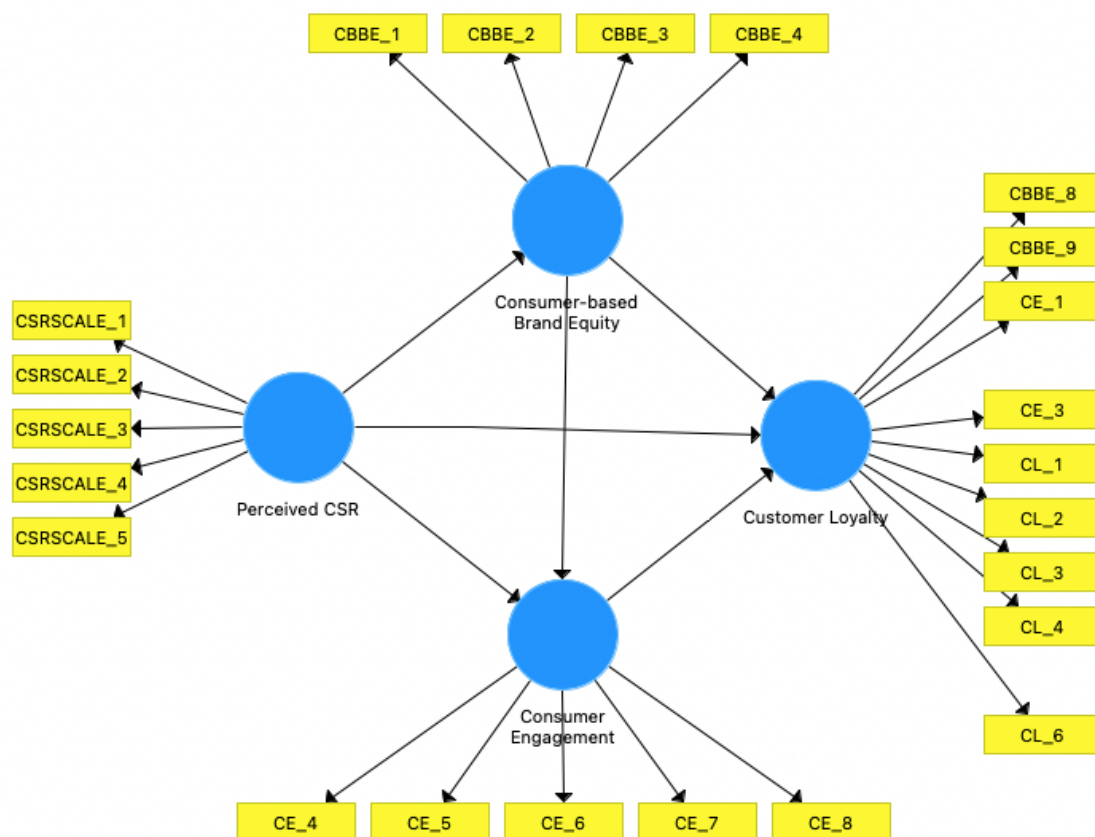 CBBE_1
CBBE_2
CBBE_3
CBBE_4
CBBE_8
CBBE_9
CE_1
Consumer-based
Brand Equity
CSRSCALE_1
CSRSCALE_2
CSRSCALE_3
CSRSCALE_4
CSRSCALE_5
Perceived CSR
CE_3
CL_1
CL_2
CL_3
CL_4
CL_6
Customer Loyalty
Consumer
Engagement
CE_4
CE_5
CE_6
CE_7
CE_8